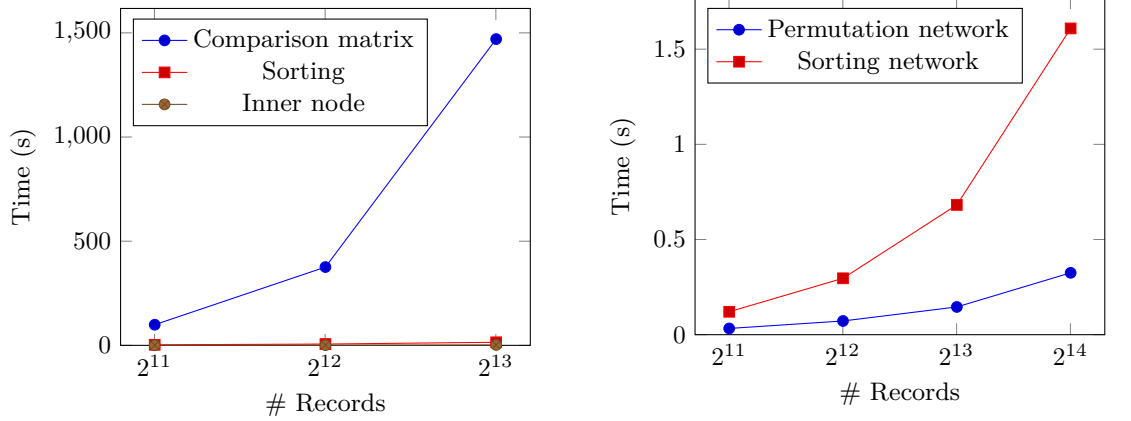 1,500
1,000
500
0
Time (s)
Comparison matrix
Sorting
Inner node
2^11 2^12 2^13
# Records
1.5
1
0.5
0
Time (s)
Permutation network
Sorting network
2^11 2^12 2^13 2^14
# Records